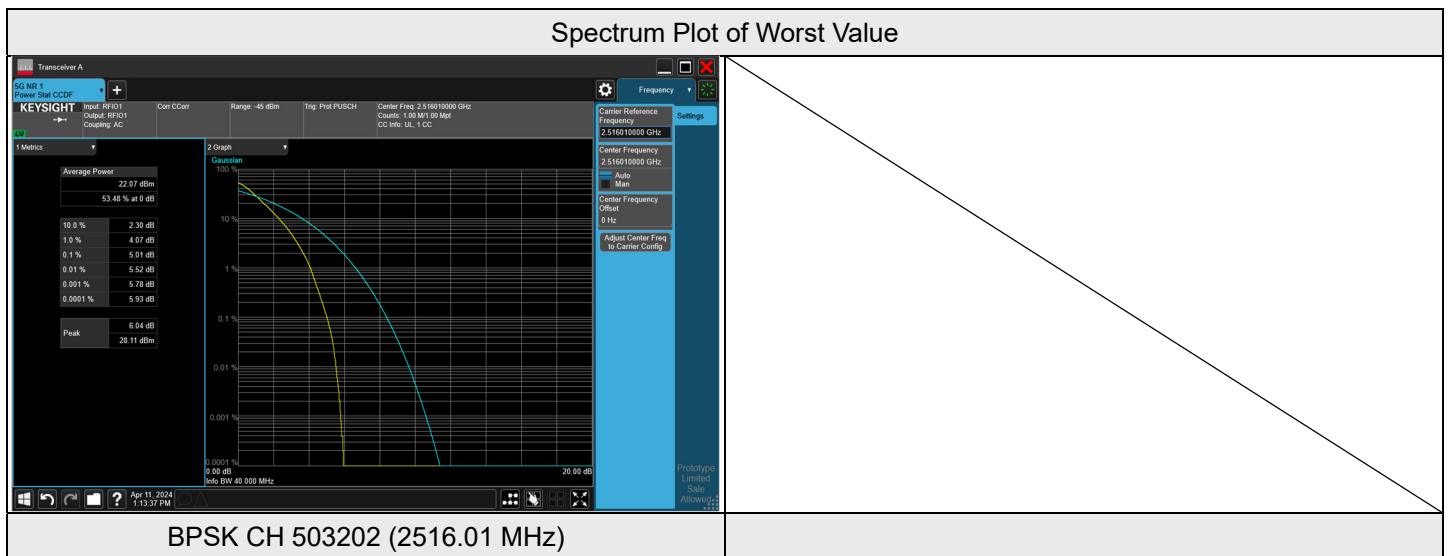 Spectrum Plot of Worst Value
Transceiver A
5G NR 1
Power Stat CCDF
+
Frequency
KEYSIGHT
Input: RFIO1
Output: RFIO1
Coupling: AC
Corr CCorr
Range: -45 dBm
Trig: Prot PUSCH
Center Freq: 2.516010000 GHz
Counts: 1.00 M/1.00 Mpt
CC Info: UL, 1 CC
LVI
1 Metrics
Average Power
22.07 dBm
53.48 % at 0 dB
10.0 % 2.30 dB
1.0 % 4.07 dB
0.1 % 5.01 dB
0.01 % 5.52 dB
0.001 % 5.78 dB
0.0001 % 5.93 dB
Peak
6.04 dB
28.11 dBm
2 Graph
Gaussian
100 %
10 %
1 %
0.1 %
0.01 %
0.001 %
0.0001 %
0.00 dB 20.00 dB
Info BW 40.000 MHz
Carrier Reference
Frequency
2.516010000 GHz
Center Frequency
2.516010000 GHz
Auto
Man
Center Frequency
Offset
0 Hz
Adjust Center Freq
to Carrier Config
Settings
Prototype
Limited
Sale
Allowed
?
Apr 11, 2024
1:13:37 PM
BPSK CH 503202 (2516.01 MHz)